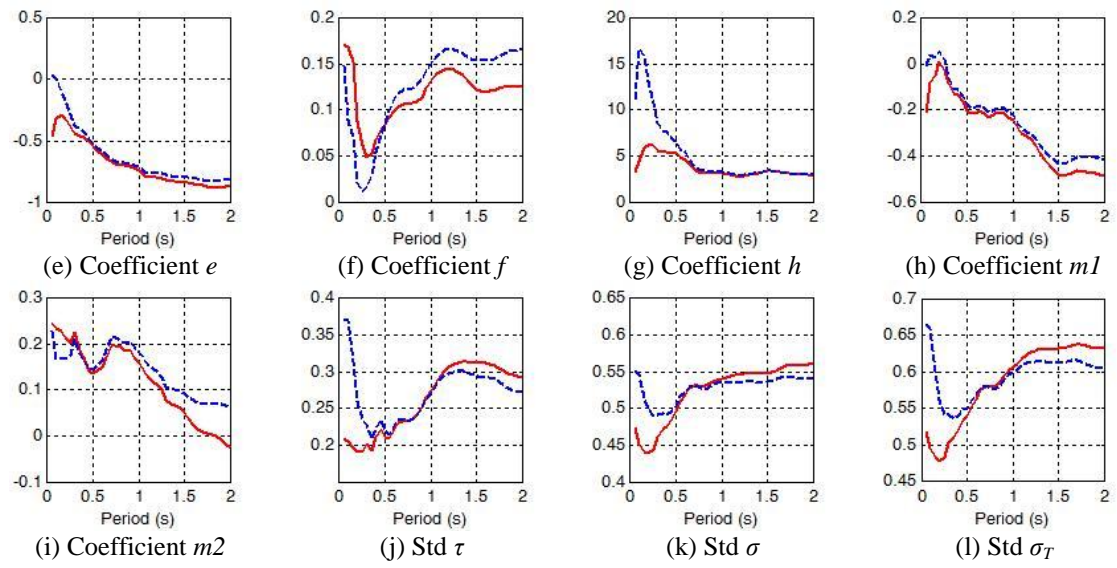 0.5
0
-0.5
-1
0 0.5 1 1.5 2
Period (s)
(e) Coefficient e
0.2
0.15
0.1
0.05
0
0 0.5 1 1.5 2
Period (s)
(f) Coefficient f
20
15
10
5
0
0 0.5 1 1.5 2
Period (s)
(g) Coefficient h
0.1
0
-0.2
-0.4
-0.6
0 0.5 1 1.5 2
Period (s)
(h) Coefficient m1
0.3
0.2
0.1
0
-0.1
0 0.5 1 1.5 2
Period (s)
(i) Coefficient m2
0.4
0.3
0.2
0 0.5 1 1.5 2
Period (s)
(j) Std τ
0.65
0.6
0.55
0.5
0.45
0.4
0 0.5 1 1.5 2
Period (s)
(k) Std σ
0.7
0.65
0.6
0.55
0.5
0.45
0 0.5 1 1.5 2
Period (s)
(l) Std σT